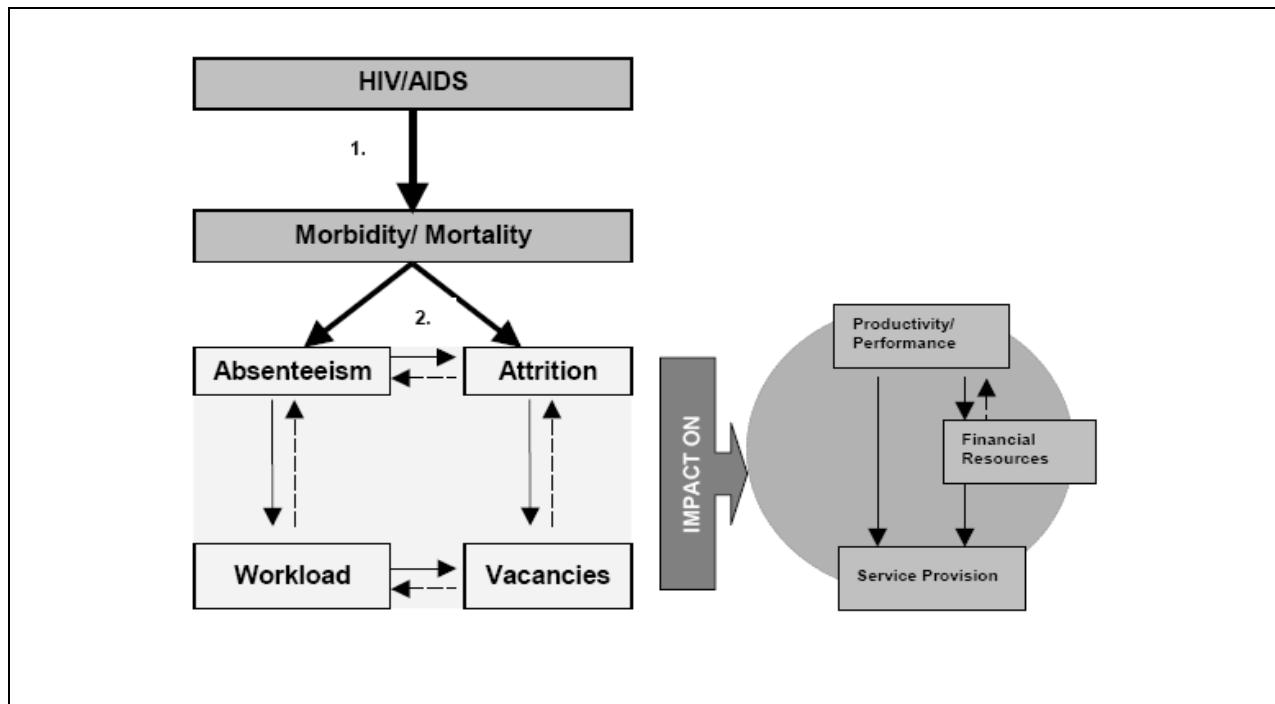 HIV/AIDS
1.
Morbidity/ Mortality
2.
Absenteeism
Attrition
Workload
Vacancies
IMPACT ON
Productivity/
Performance
Financial
Resources
Service Provision